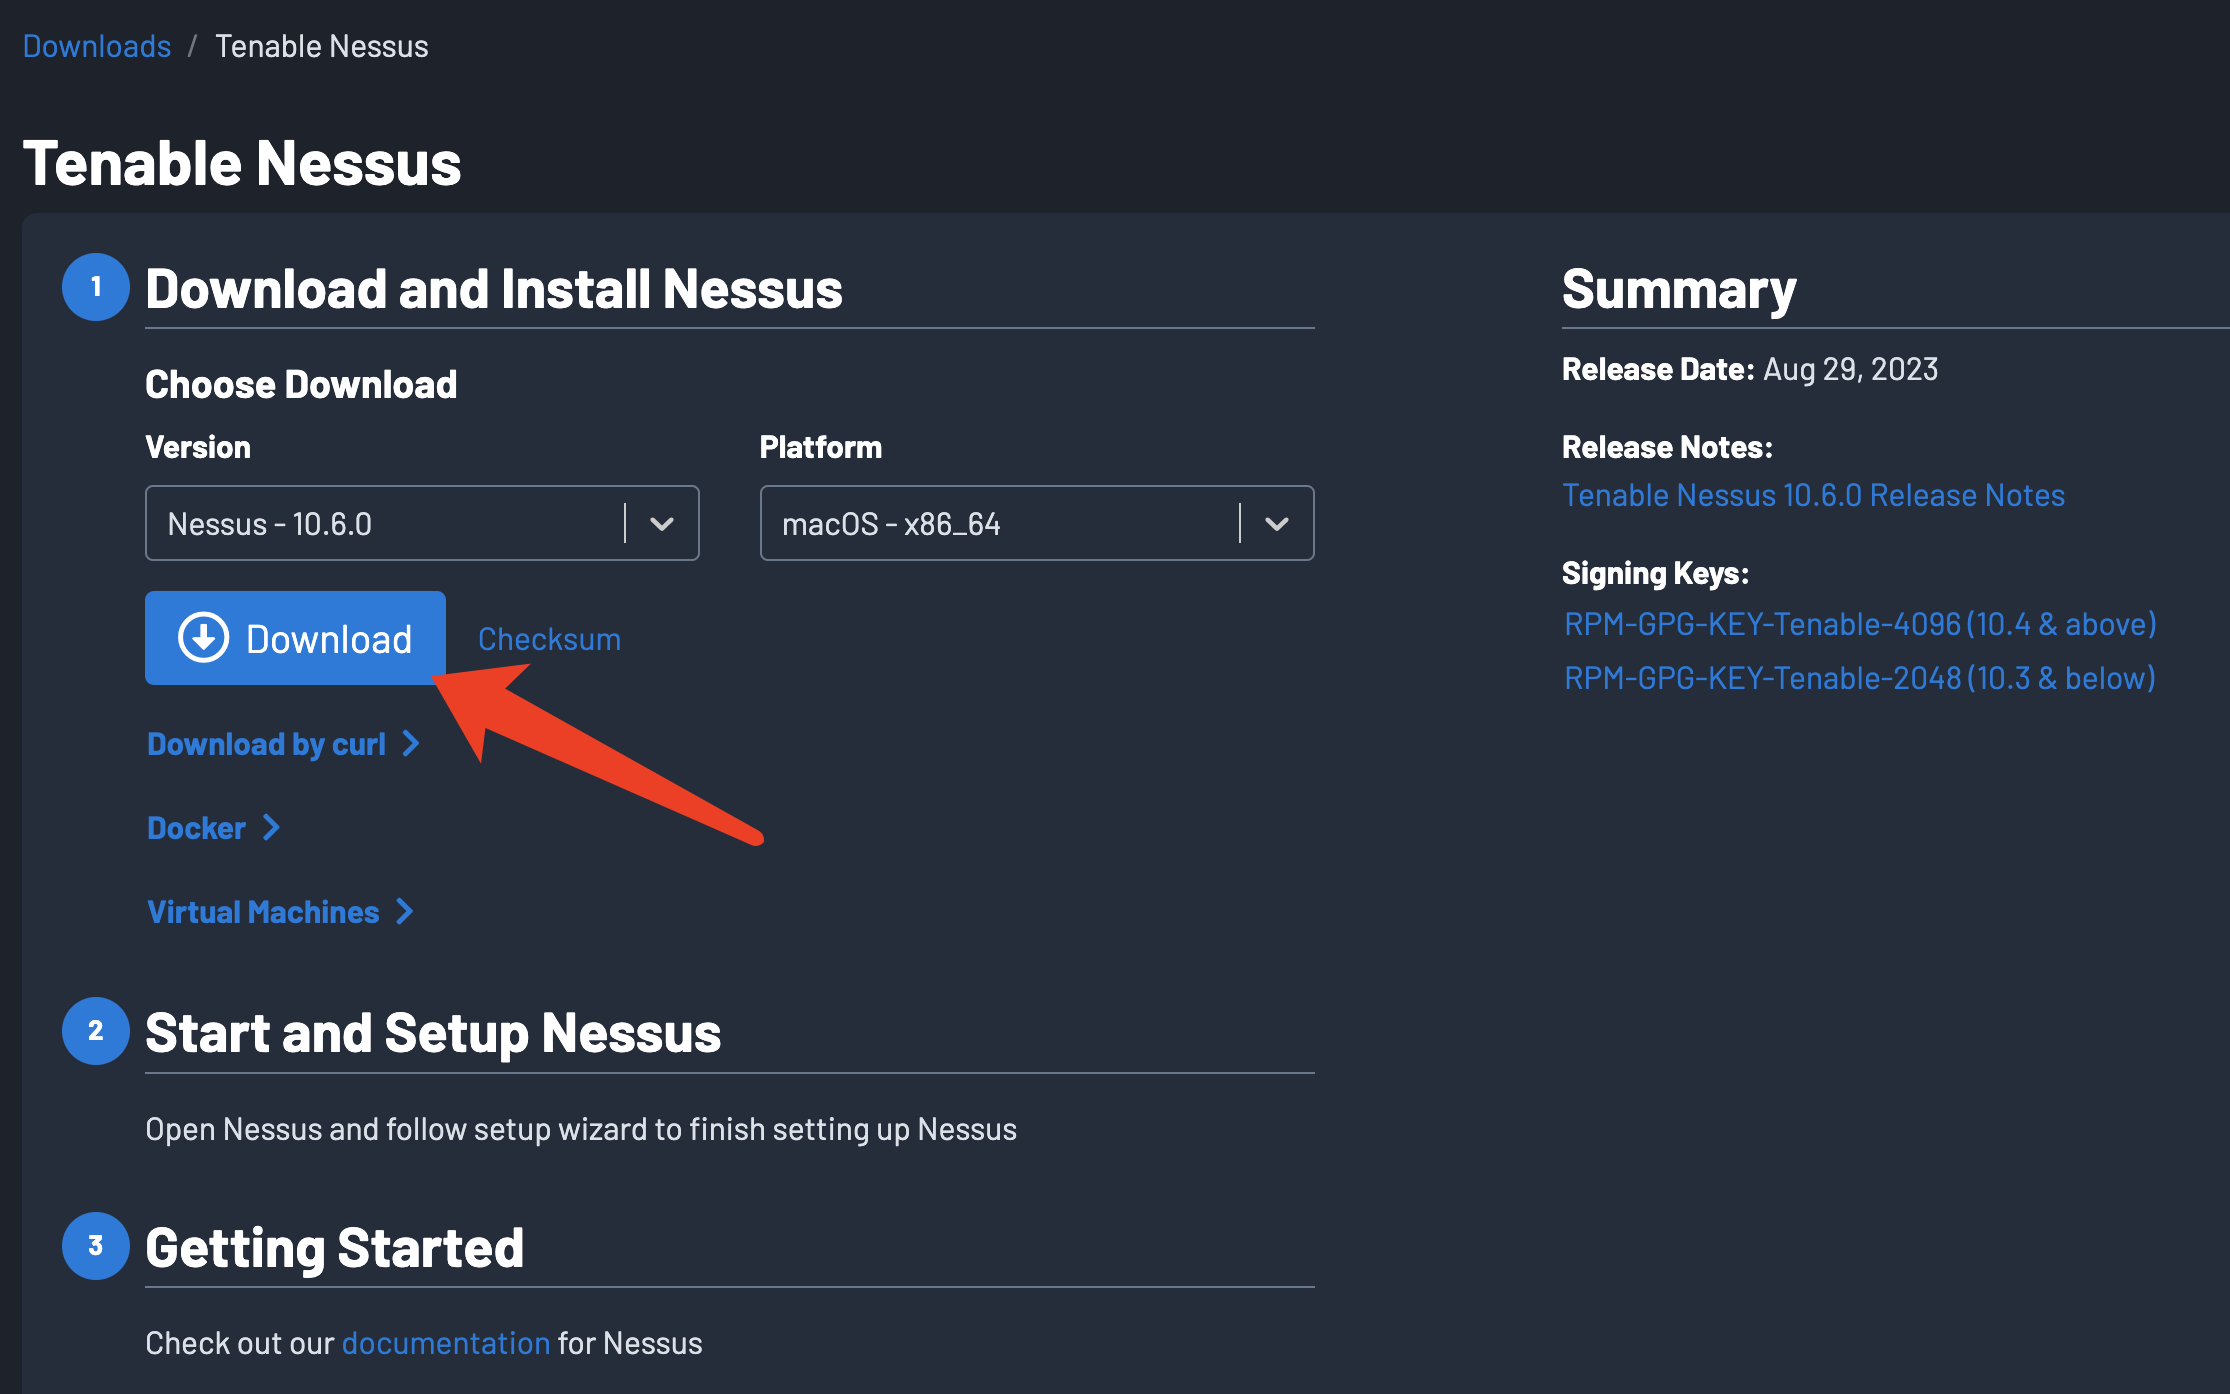 Downloads / Tenable Nessus
Tenable Nessus
1 Download and Install Nessus
Choose Download
Version
Nessus - 10.6.0
Platform
macOS - x86_64
Download
Checksum
Download by curl
Docker
Virtual Machines
2 Start and Setup Nessus
Open Nessus and follow setup wizard to finish setting up Nessus
3 Getting Started
Check out our documentation for Nessus
Summary
Release Date: Aug 29, 2023
Release Notes:
Tenable Nessus 10.6.0 Release Notes
Signing Keys:
RPM-GPG-KEY-Tenable-4096 (10.4 & above)
RPM-GPG-KEY-Tenable-2048 (10.3 & below)